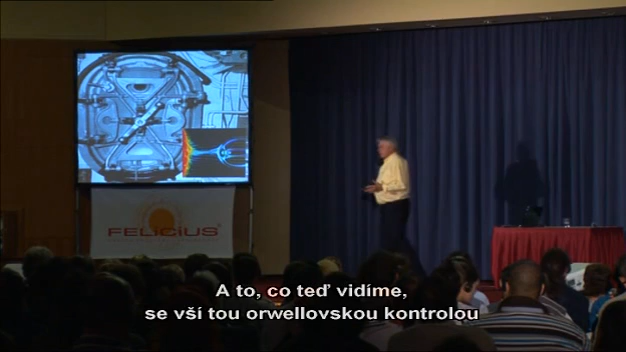 FELICIUS
A to, co teď vidíme,
se vší tou orwellovskou kontrolou